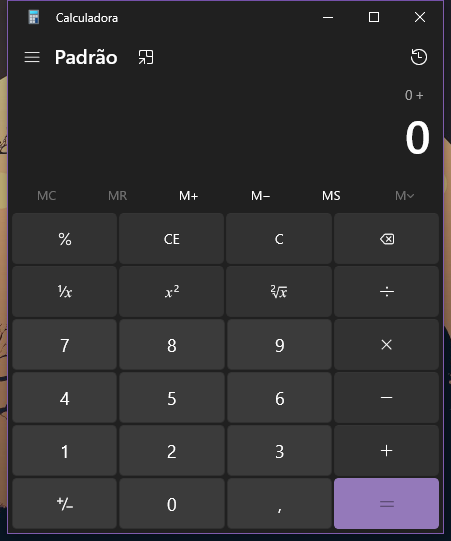 Calculadora
Padrão
0 +
0
MC MR M+ M− MS M
% CE C
¹/x x² ²√x ÷
7 8 9 ×
4 5 6 −
1 2 3 +
+/− 0 , =